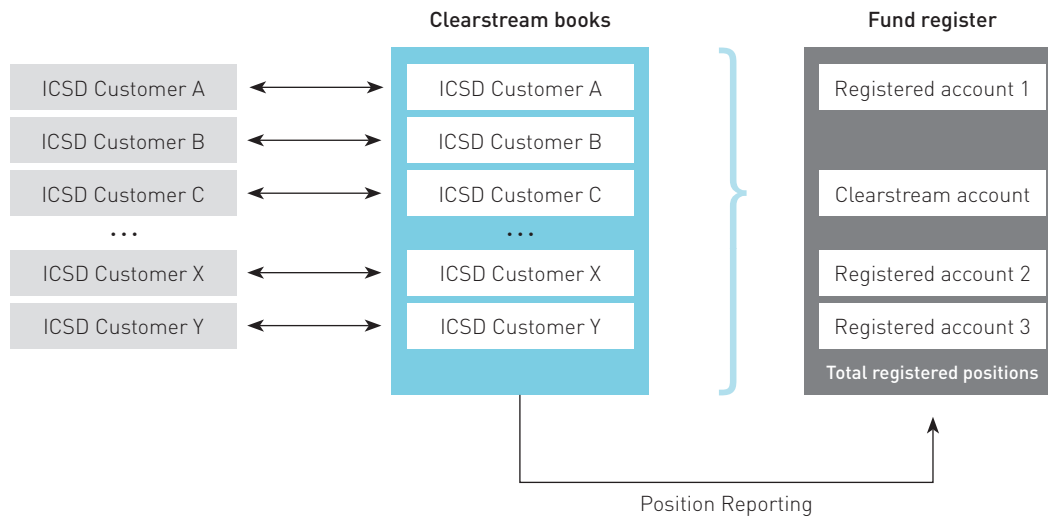 Clearstream books
Fund register
ICSD Customer A
ICSD Customer A
Registered account 1
ICSD Customer B
ICSD Customer B
ICSD Customer C
ICSD Customer C
Clearstream account
...
...
ICSD Customer X
ICSD Customer X
Registered account 2
ICSD Customer Y
ICSD Customer Y
Registered account 3
Total registered positions
Position Reporting